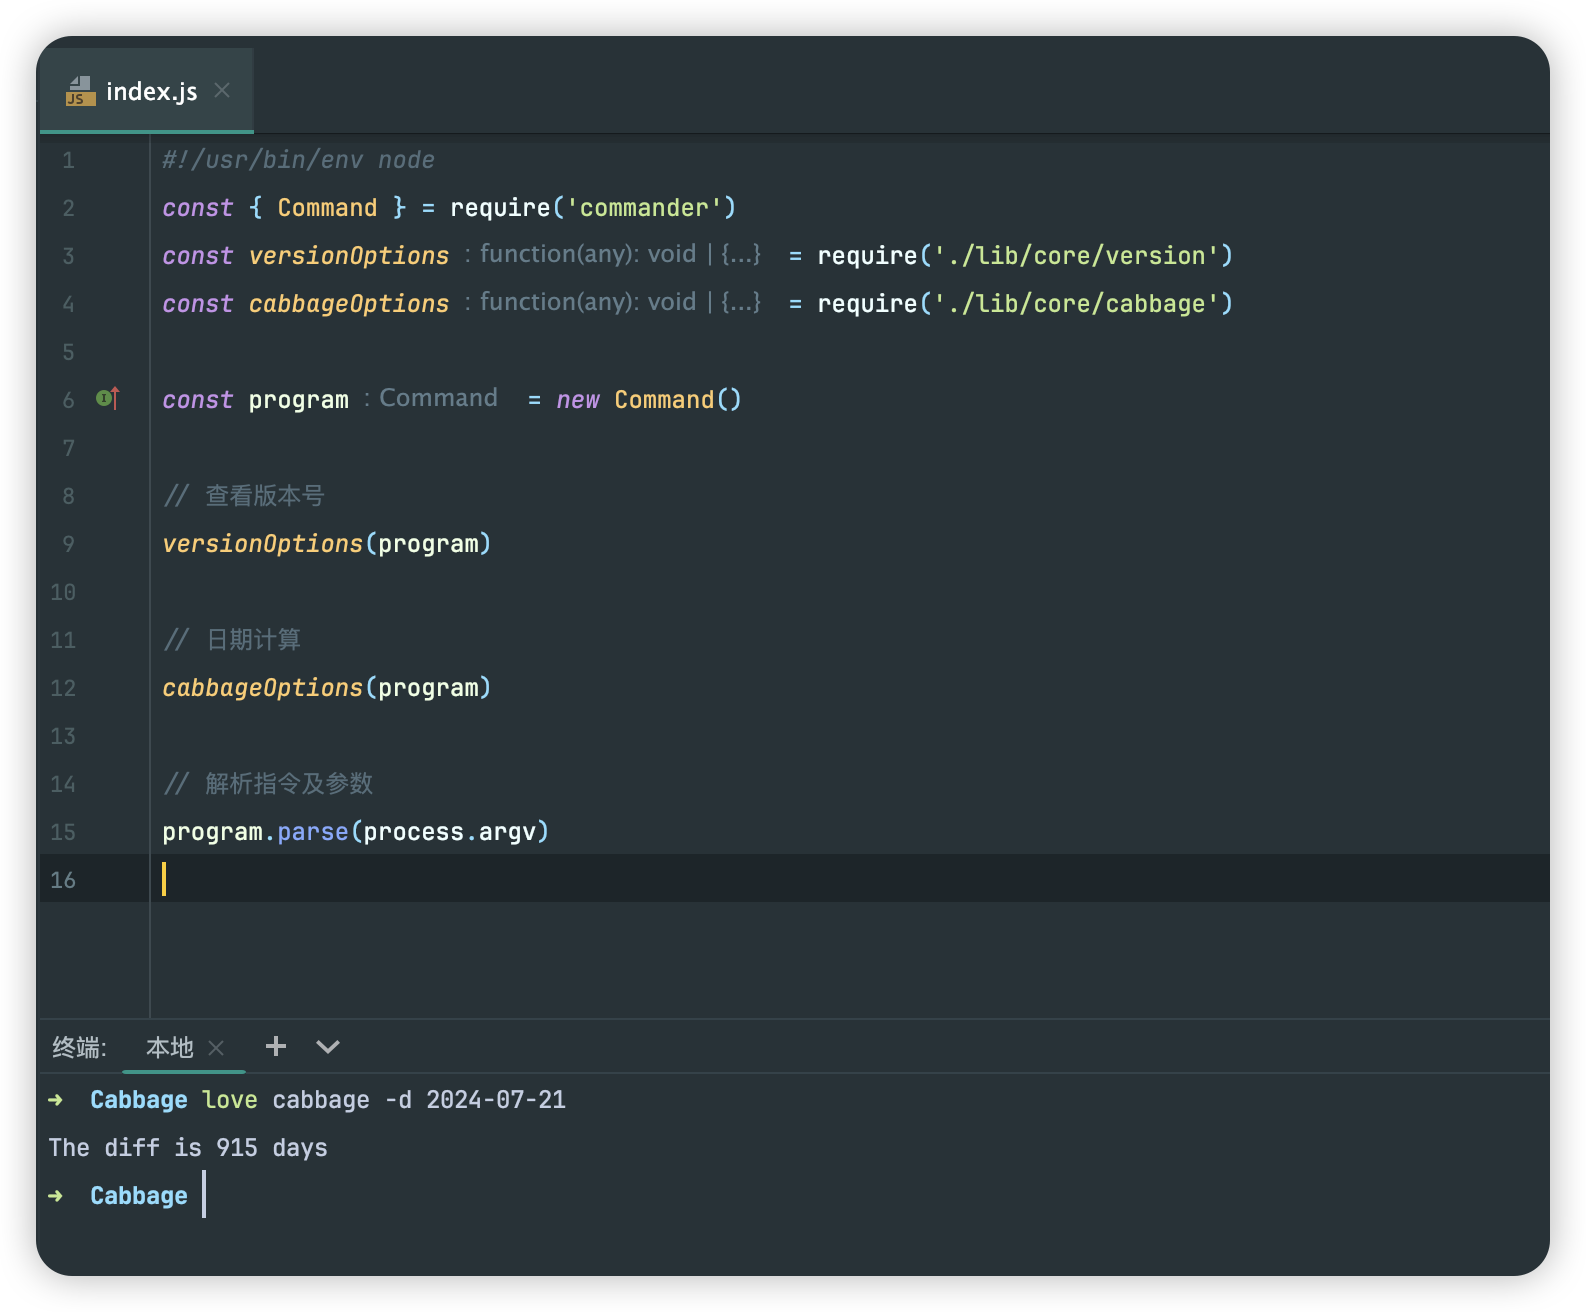 index.js
1 #!/usr/bin/env node
2 const { Command } = require('commander')
3 const versionOptions : function(any): void | {...} = require('./lib/core/version')
4 const cabbageOptions : function(any): void | {...} = require('./lib/core/cabbage')
5
6 const program : Command = new Command()
7
8 // 查看版本号
9 versionOptions(program)
10
11 // 日期计算
12 cabbageOptions(program)
13
14 // 解析指令及参数
15 program.parse(process.argv)
16
终端: 本地
➜ Cabbage love cabbage -d 2024-07-21
The diff is 915 days
➜ Cabbage